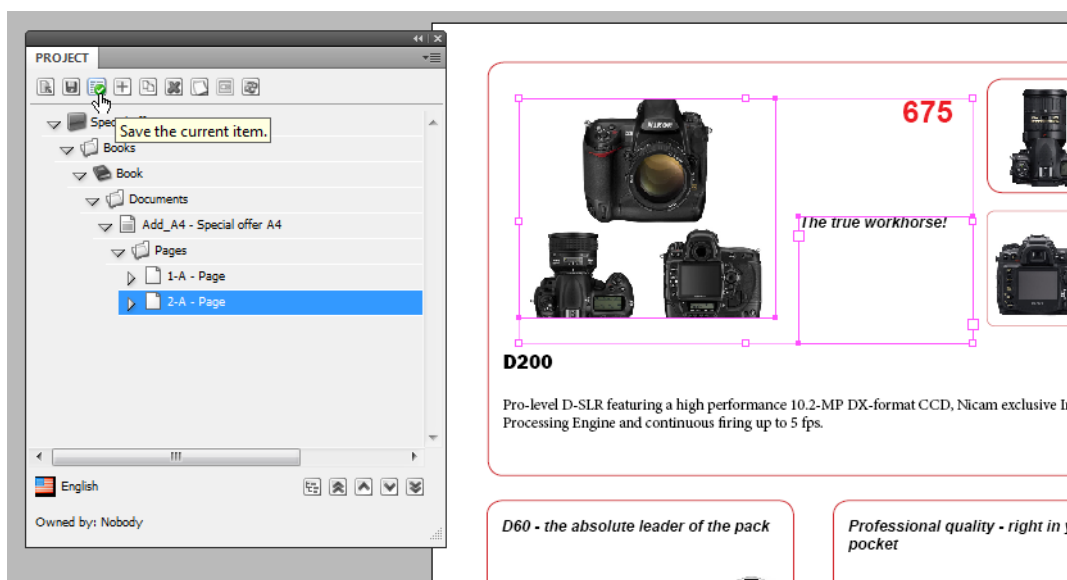 PROJECT
Save the current item.
Books
Book
Documents
Add_A4 - Special offer A4
Pages
1-A - Page
2-A - Page
English
Owned by: Nobody
675
The true workhorse!
D200
Pro-level D-SLR featuring a high performance 10.2-MP DX-format CCD, Nicam exclusive
Processing Engine and continuous firing up to 5 fps.
D60 - the absolute leader of the pack
Professional quality - right in
pocket